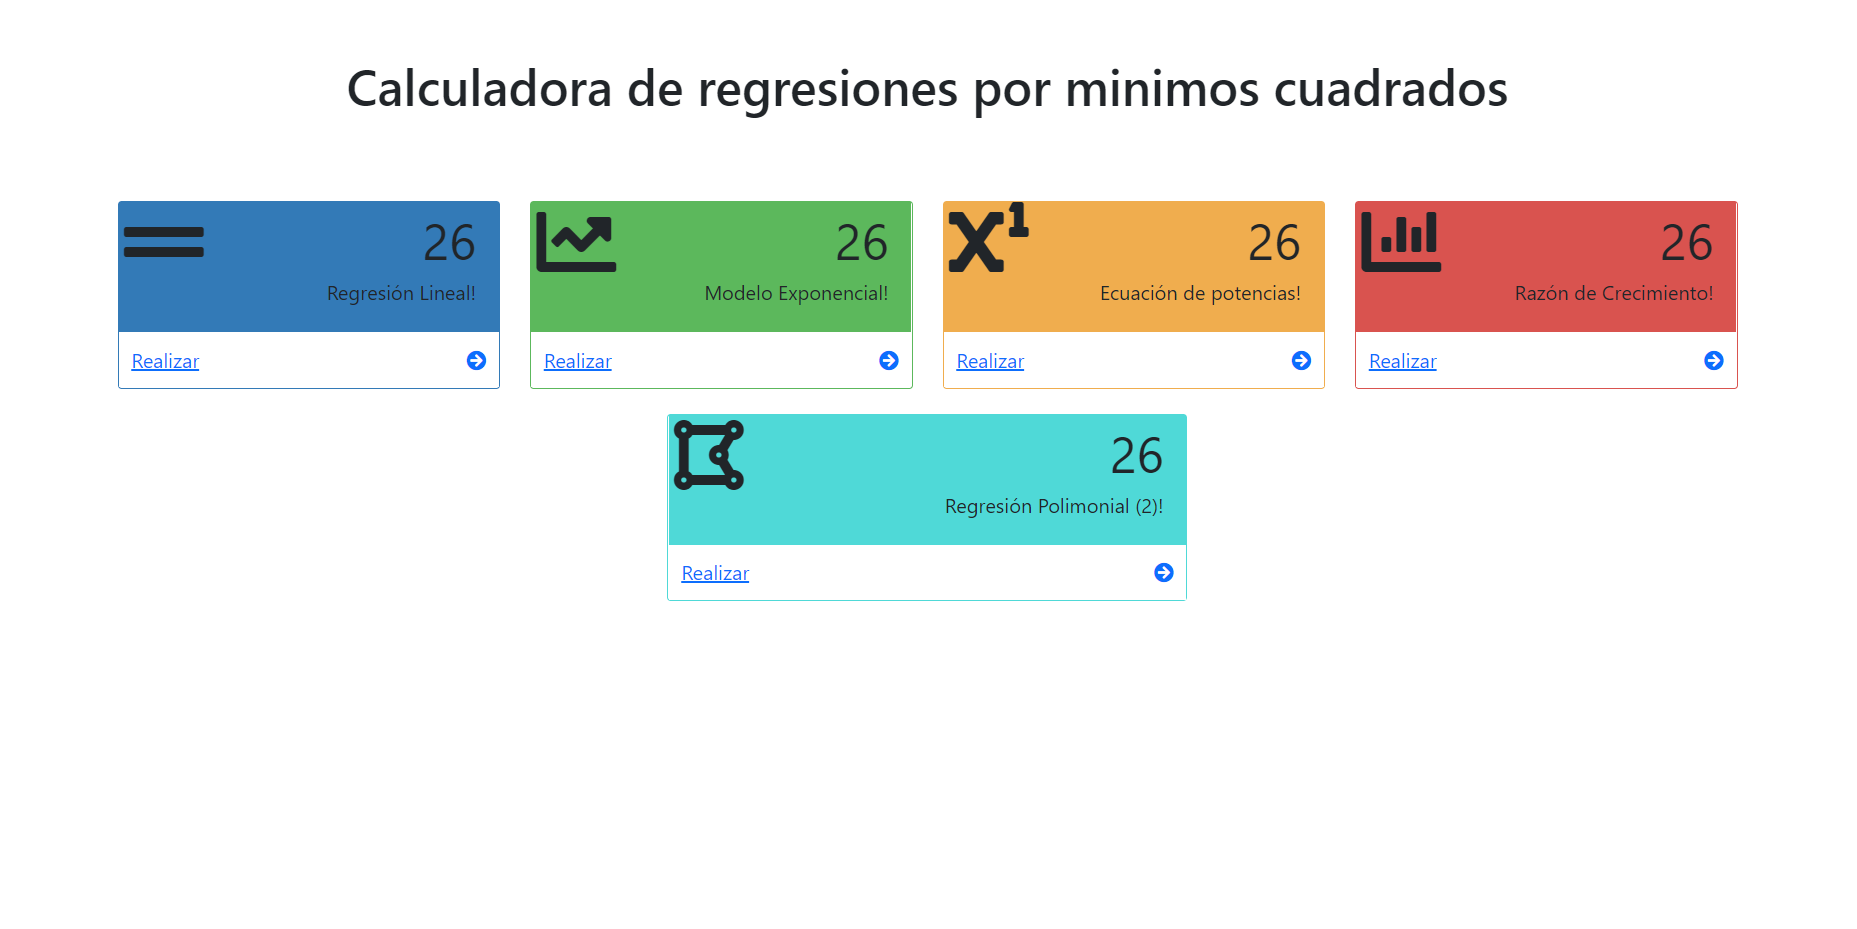 Calculadora de regresiones por minimos cuadrados
26
Regresión Lineal!
Realizar
26
Modelo Exponencial!
Realizar
X¹
26
Ecuación de potencias!
Realizar
26
Razón de Crecimiento!
Realizar
26
Regresión Polimonial (2)!
Realizar